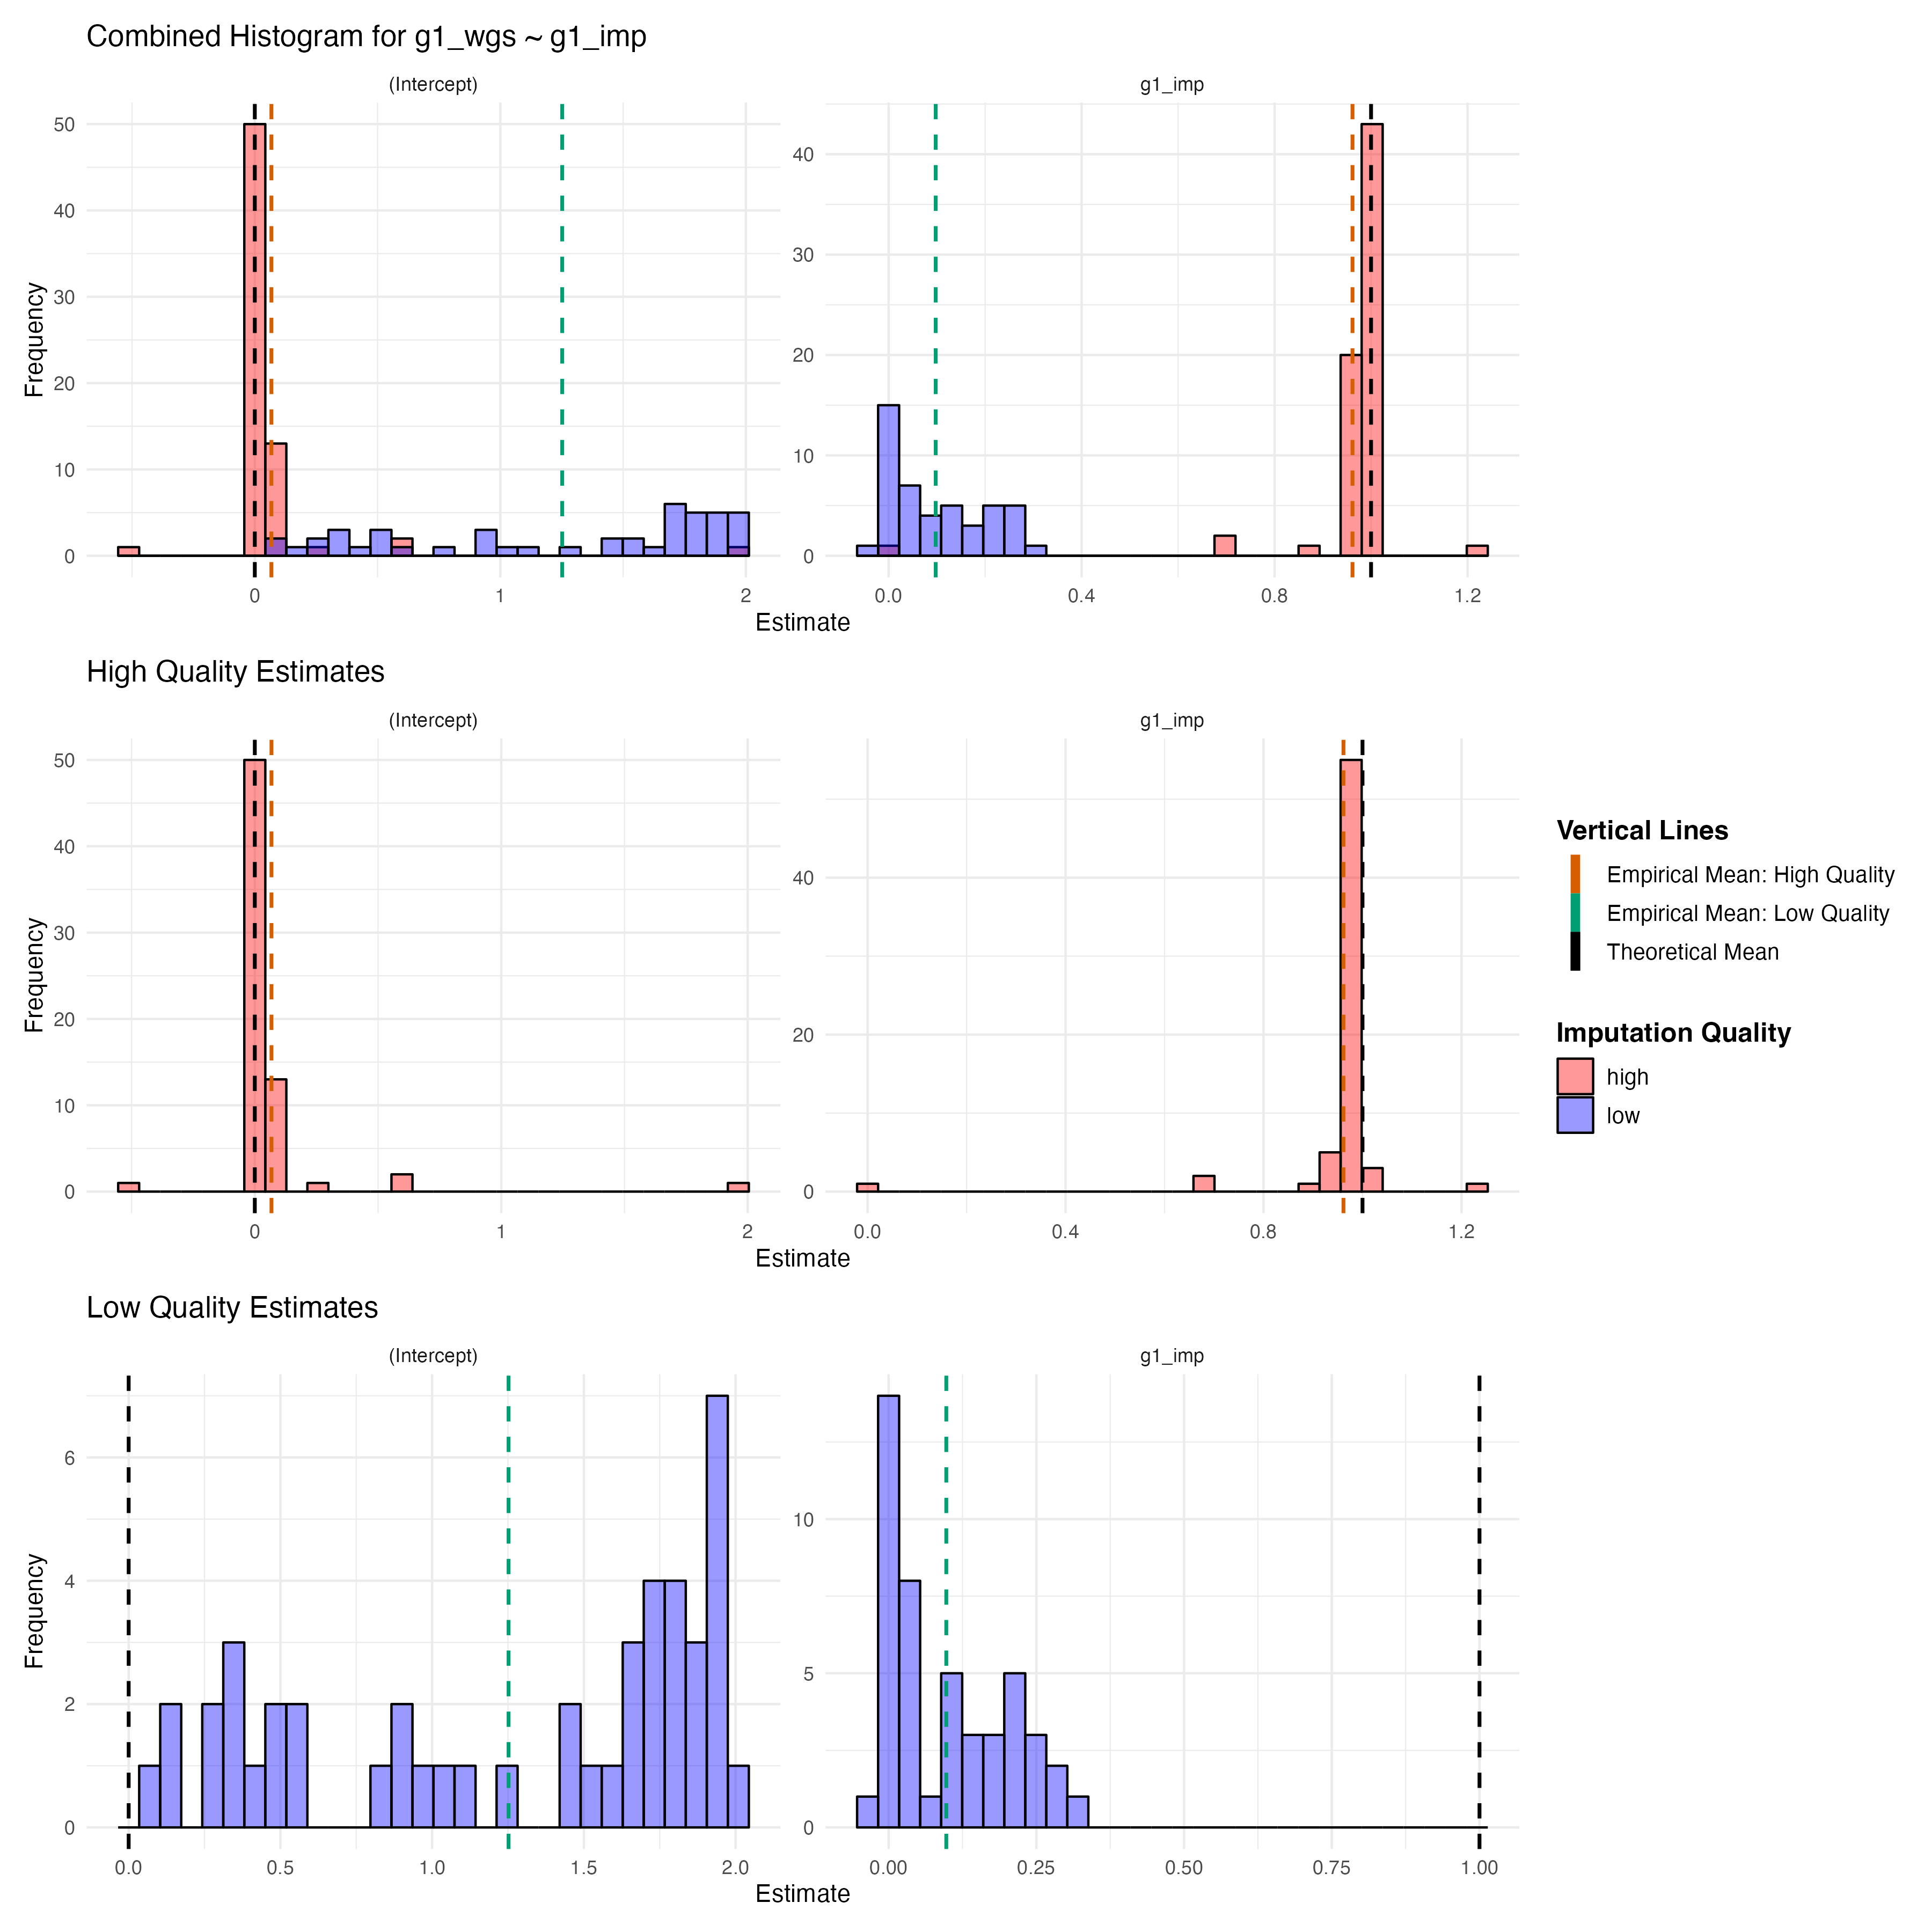 Combined Histogram for g1_wgs ~ g1_imp
(Intercept)
g1_imp
Frequency
50
40
30
20
10
0
40
30
20
10
0
0
1
2
0.0
0.4
0.8
1.2
Estimate
High Quality Estimates
(Intercept)
g1_imp
Frequency
50
40
30
20
10
0
40
20
0
0
1
2
0.0
0.4
0.8
1.2
Estimate
Vertical Lines
Empirical Mean: High Quality
Empirical Mean: Low Quality
Theoretical Mean
Imputation Quality
high
low
Low Quality Estimates
(Intercept)
g1_imp
Frequency
6
4
2
0
10
5
0
0.0
0.5
1.0
1.5
2.0
0.00
0.25
0.50
0.75
1.00
Estimate